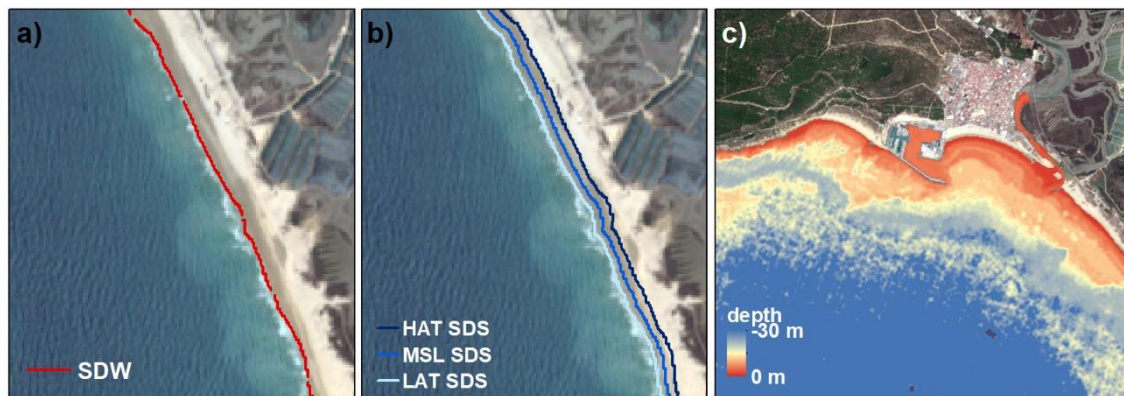 a)
SDW
b)
HAT SDS
MSL SDS
LAT SDS
c)
depth
-30 m
0 m